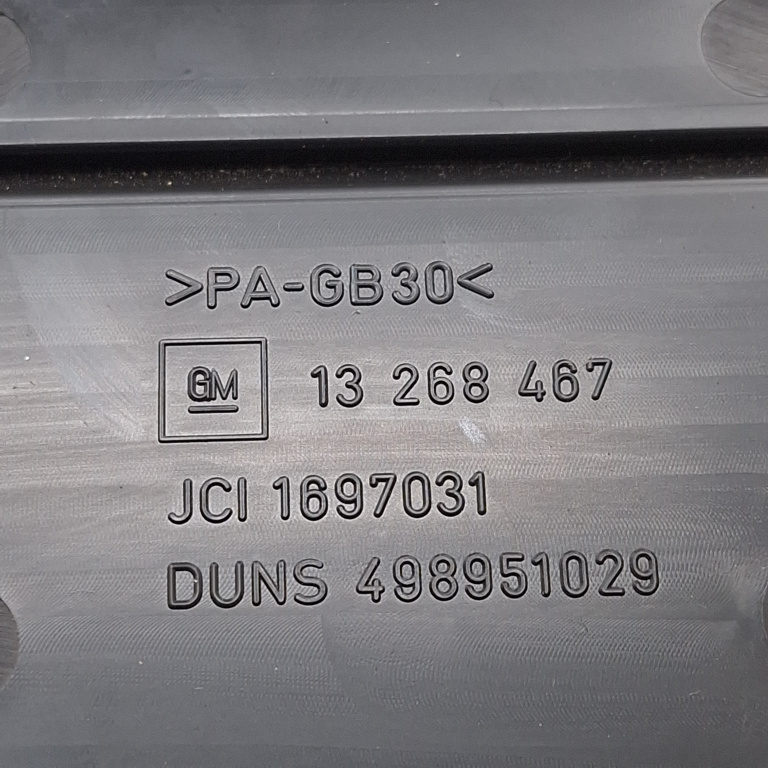 >PA-GB30<
GM 13 268 467
JCI 1697031
DUNS 498951029